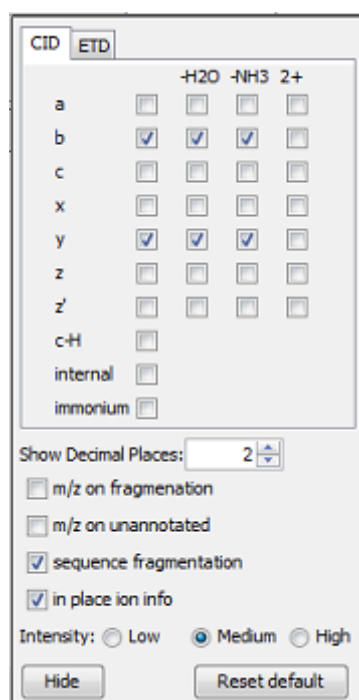 CID ETD
-H2O -NH3 2+
a
b
c
x
y
z
z'
c-H
internal
immonium
Show Decimal Places: 2
m/z on fragmenation
m/z on unannotated
sequence fragmentation
in place ion info
Intensity: Low Medium High
Hide Reset default